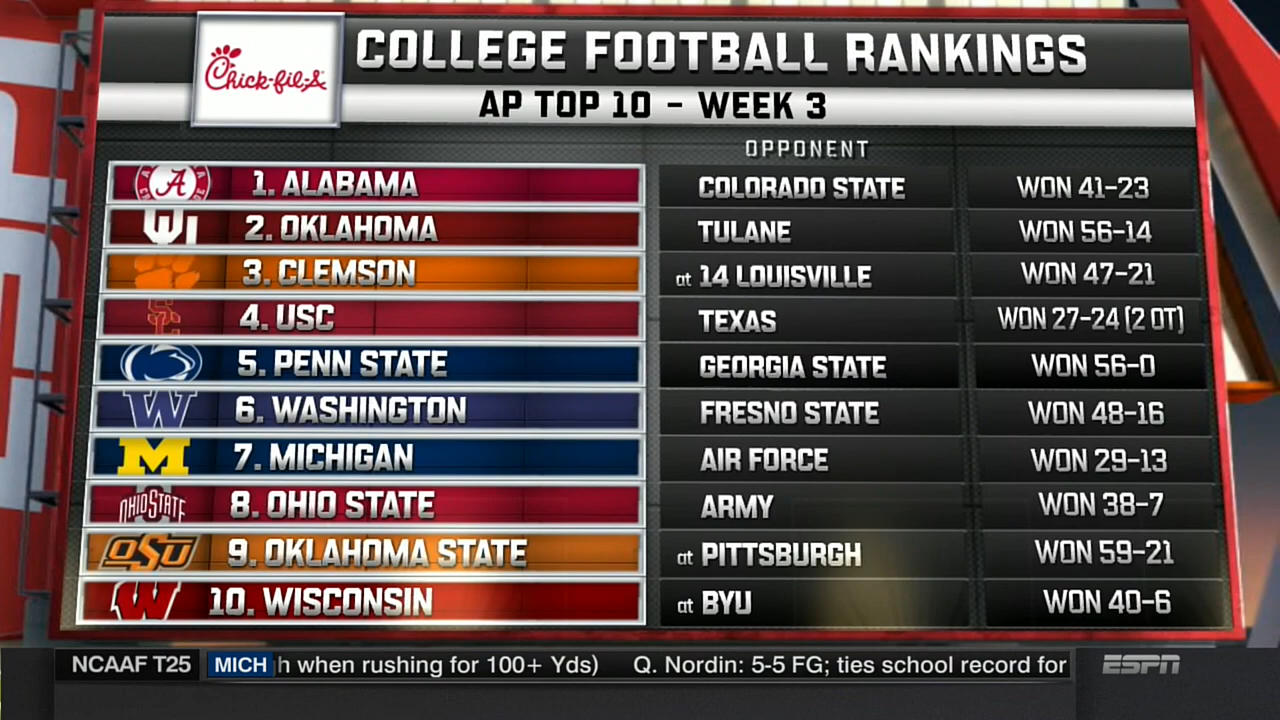 Chick-fil-A
COLLEGE FOOTBALL RANKINGS
AP TOP 10 - WEEK 3
OPPONENT
1. ALABAMA COLORADO STATE WON 41-23
2. OKLAHOMA TULANE WON 56-14
3. CLEMSON at 14 LOUISVILLE WON 47-21
SC 4. USC TEXAS WON 27-24 (2 OT)
5. PENN STATE GEORGIA STATE WON 56-0
W 6. WASHINGTON FRESNO STATE WON 48-16
M 7. MICHIGAN AIR FORCE WON 29-13
OHIO STATE 8. OHIO STATE ARMY WON 38-7
OSU 9. OKLAHOMA STATE at PITTSBURGH WON 59-21
W 10. WISCONSIN at BYU WON 40-6
NCAAF T25 MICH h when rushing for 100+ Yds) Q. Nordin: 5-5 FG; ties school record for ESPN